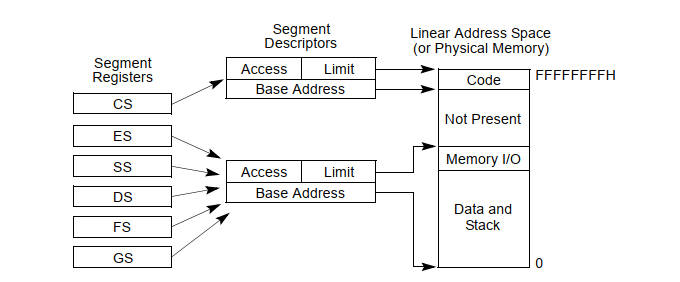 Segment
Registers
CS
ES
SS
DS
FS
GS
Segment
Descriptors
Access Limit
Base Address
Access Limit
Base Address
Linear Address Space
(or Physical Memory)
Code
FFFFFFFFH
Not Present
Memory I/O
Data and
Stack
0